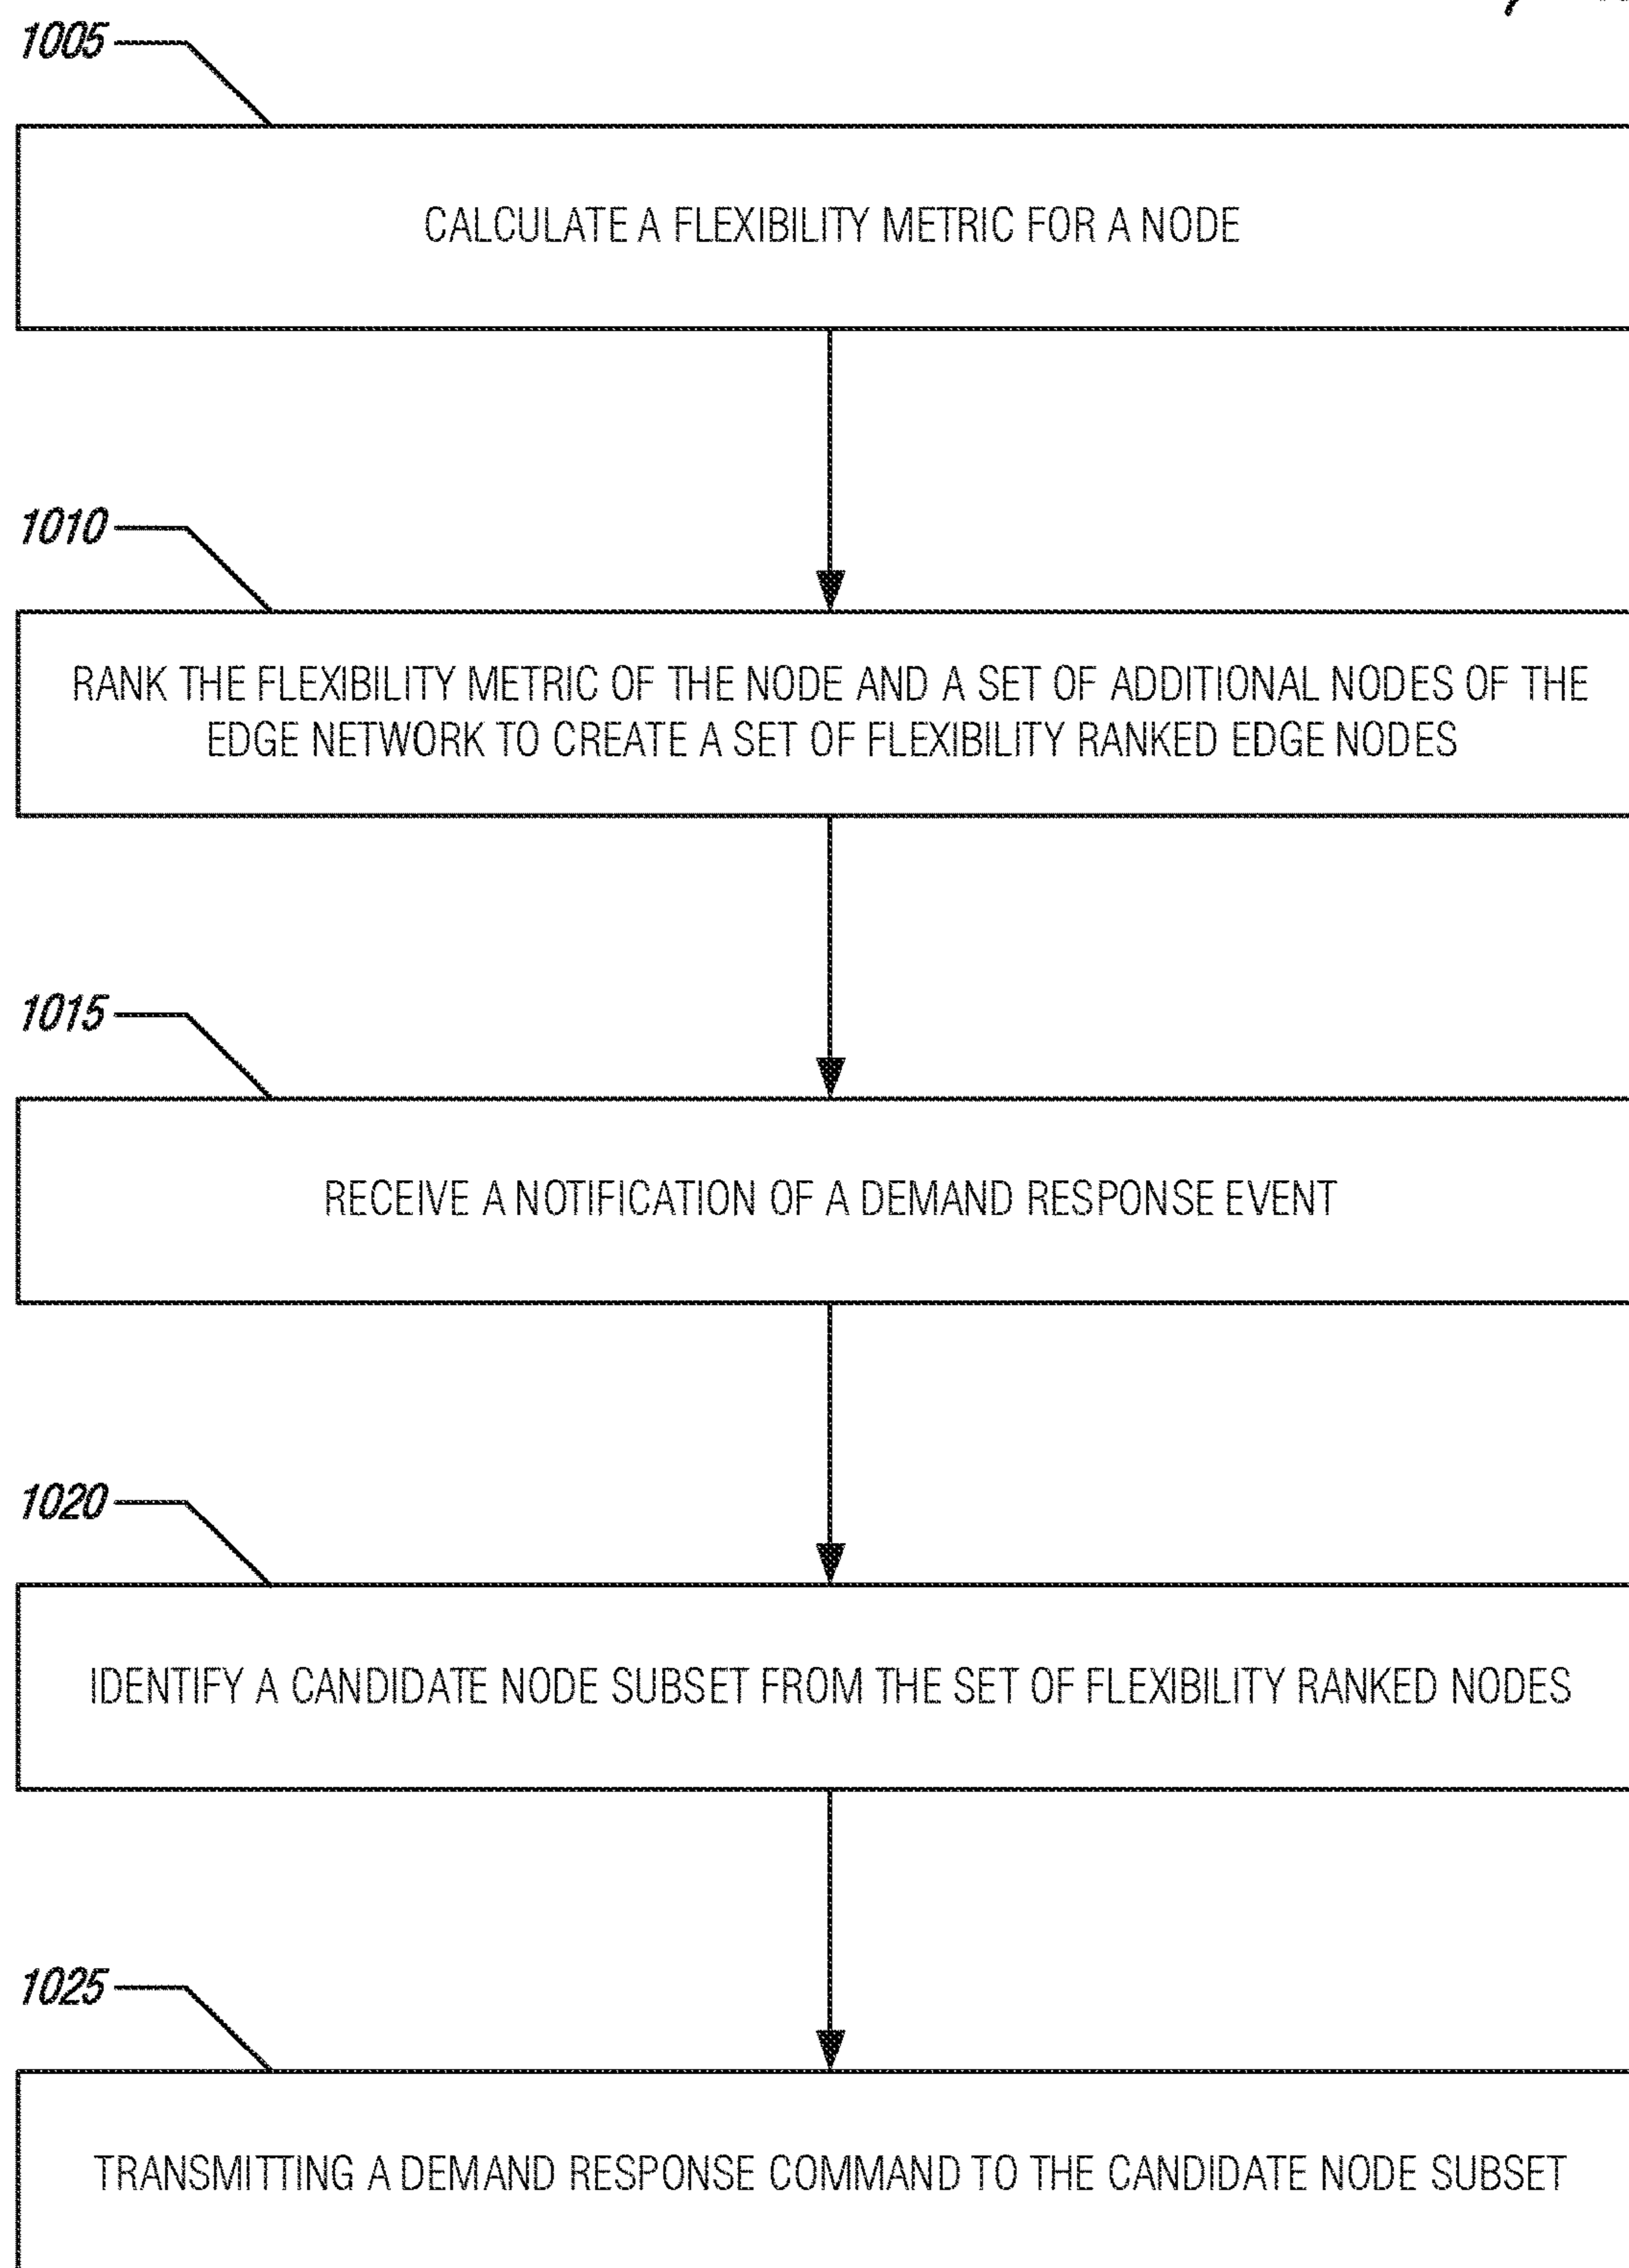 1005
CALCULATE A FLEXIBILITY METRIC FOR A NODE
1010
RANK THE FLEXIBILITY METRIC OF THE NODE AND A SET OF ADDITIONAL NODES OF THE
EDGE NETWORK TO CREATE A SET OF FLEXIBILITY RANKED EDGE NODES
1015
RECEIVE A NOTIFICATION OF A DEMAND RESPONSE EVENT
1020
IDENTIFY A CANDIDATE NODE SUBSET FROM THE SET OF FLEXIBILITY RANKED NODES
1025
TRANSMITTING A DEMAND RESPONSE COMMAND TO THE CANDIDATE NODE SUBSET